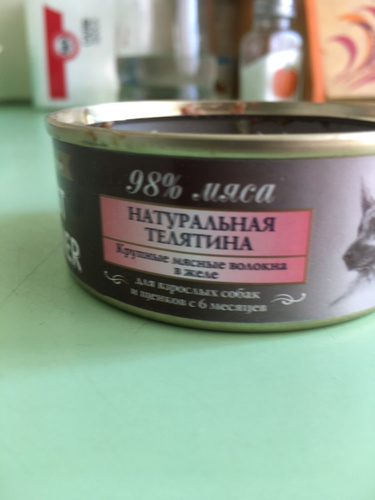 98% мяса
НАТУРАЛЬНАЯ
ТЕЛЯТИНА
Крупные мясные волокна
в желе
для взрослых собак
и щенков с 6 месяцев